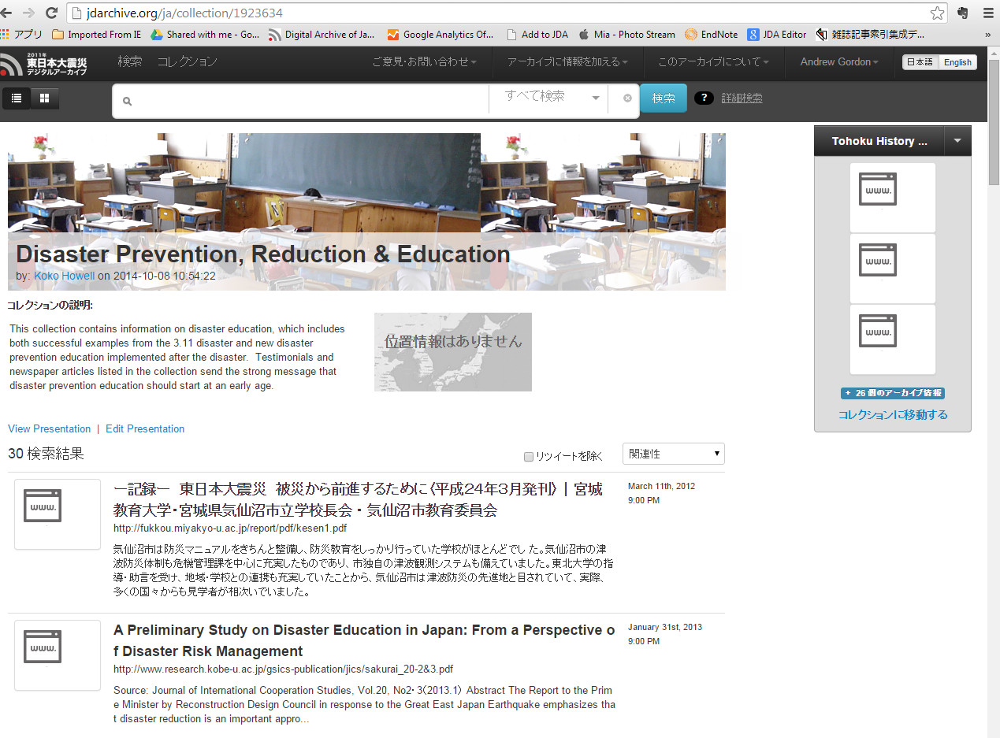 jdarchive.org/ja/collection/1923634
アプリ Imported From IE Shared with me - Go... Digital Archive of Ja... Google Analytics Of... Add to JDA Mia - Photo Stream EndNote JDA Editor 雑誌記事索引集成デ... »
2011年
東日本大震災
デジタルアーカイブ
検索 コレクション ご意見・お問い合わせ アーカイブに情報を加える このアーカイブについて Andrew Gordon 日本語 English
すべて検索 検索 ? 詳細検索
Tohoku History ...
www.
www.
www.
+ 26 個のアーカイブ情報
コレクションに移動する
Disaster Prevention, Reduction & Education
by: Koko Howell on 2014-10-08 10:54:22
コレクションの説明:
This collection contains information on disaster education, which includes
both successful examples from the 3.11 disaster and new disaster
prevention education implemented after the disaster. Testimonials and
newspaper articles listed in the collection send the strong message that
disaster prevention education should start at an early age.
位置情報はありません
View Presentation | Edit Presentation
30 検索結果
リツイートを除く 関連性
www.
ー記録ー 東日本大震災 被災から前進するために〈平成24年3月発刊〉 | 宮城
教育大学・宮城県気仙沼市立学校長会・気仙沼市教育委員会
http://fukkou.miyakyo-u.ac.jp/report/pdf/kesen1.pdf
気仙沼市は防災マニュアルをきちんと整備し、防災教育をしっかり行っていた学校がほとんどでし た。気仙沼市の津
波防災体制も危機管理課を中心に充実したものであり、市独自の津波観測システムも備えていました。東北大学の指
導・助言を受け、地域・学校との連携も充実していたことから、気仙沼市は津波防災の先進地と目されていて、実際、
多くの国々からも見学者が相次いでいました。
March 11th, 2012
9:00 PM
www.
A Preliminary Study on Disaster Education in Japan: From a Perspective o
f Disaster Risk Management
http://www.research.kobe-u.ac.jp/gsics-publication/jics/sakurai_20-2&3.pdf
Source: Journal of International Cooperation Studies, Vol.20, No2・3(2013.1) Abstract The Report to the Prim
e Minister by Reconstruction Design Council in response to the Great East Japan Earthquake emphasizes tha
t disaster reduction is an important appro...
January 31st, 2013
9:00 PM